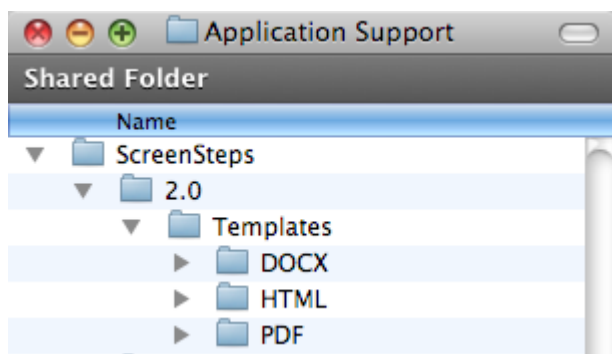 Application Support
Shared Folder
Name
ScreenSteps
2.0
Templates
DOCX
HTML
PDF